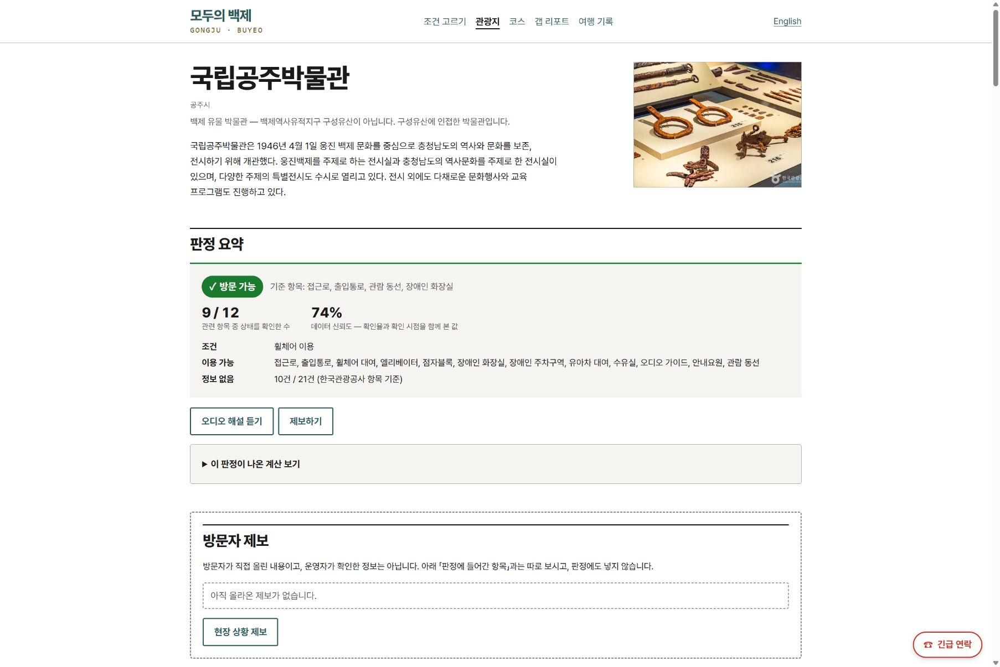 모두의 백제
GONGJU · BUYEO
조건 고르기
관광지
코스
갭 리포트
여행 기록
English
국립공주박물관
공주시
백제 유물 박물관 — 백제역사유적지구 구성유산이 아닙니다. 구성유산에 인접한 박물관입니다.
국립공주박물관은 1946년 4월 1일 웅진 백제 문화를 중심으로 충청남도의 역사와 문화를 보존,
전시하기 위해 개관했다. 웅진백제를 주제로 하는 전시실과 충청남도의 역사문화를 주제로 한 전시실이
있으며, 다양한 주제의 특별전시도 수시로 열리고 있다. 전시 외에도 다채로운 문화행사와 교육
프로그램도 진행하고 있다.
216
216
판정 요약
✓ 방문 가능
기준 항목: 접근로, 출입통로, 관람 동선, 장애인 화장실
9 / 12
관련 항목 중 상태를 확인한 수
74%
데이터 신뢰도 — 확인율과 확인 시점을 함께 본 값
조건
휠체어 이용
이용 가능
접근로, 출입통로, 휠체어 대여, 엘리베이터, 점자블록, 장애인 화장실, 장애인 주차구역, 유아차 대여, 수유실, 오디오 가이드, 안내요원, 관람 동선
정보 없음
10건 / 21건 (한국관광공사 항목 기준)
오디오 해설 듣기
제보하기
▶ 이 판정이 나온 계산 보기
방문자 제보
방문자가 직접 올린 내용이고, 운영자가 확인한 정보는 아닙니다. 아래 「판정에 들어간 항목」과는 따로 보시고, 판정에도 넣지 않습니다.
아직 올라온 제보가 없습니다.
현장 상황 제보
☎ 긴급 연락